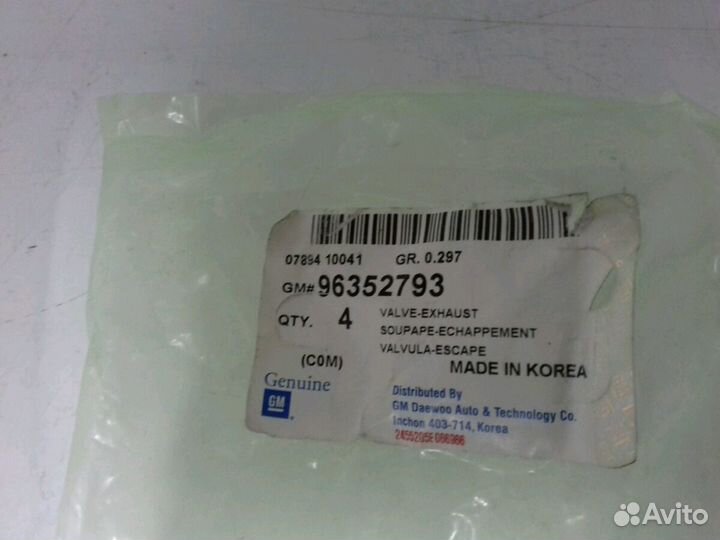 07894 10041 GR. 0.297
GM# 96352793
QTY. 4 VALVE-EXHAUST
SOUPAPE-ECHAPPEMENT
VALVULA-ESCAPE
(COM) MADE IN KOREA
Genuine
GM
Distributed By
GM Daewoo Auto & Technology Co.
Inchon 403-714, Korea
2455205E086986
Avito